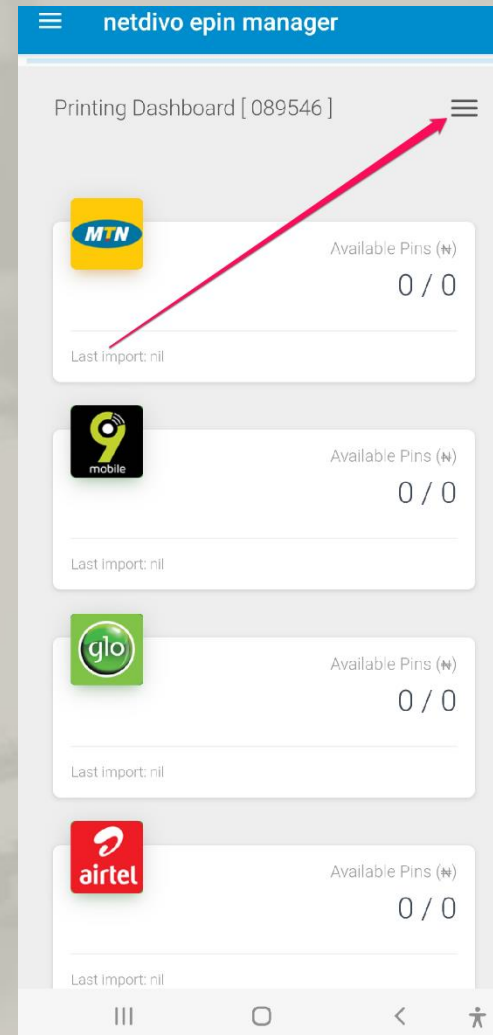 netdivo epin manager
Printing Dashboard [ 089546 ]
MTN
Available Pins (₦)
0 / 0
Last import: nil
9
mobile
Available Pins (₦)
0 / 0
Last import: nil
glo
Available Pins (₦)
0 / 0
Last import: nil
airtel
Available Pins (₦)
0 / 0
Last import: nil